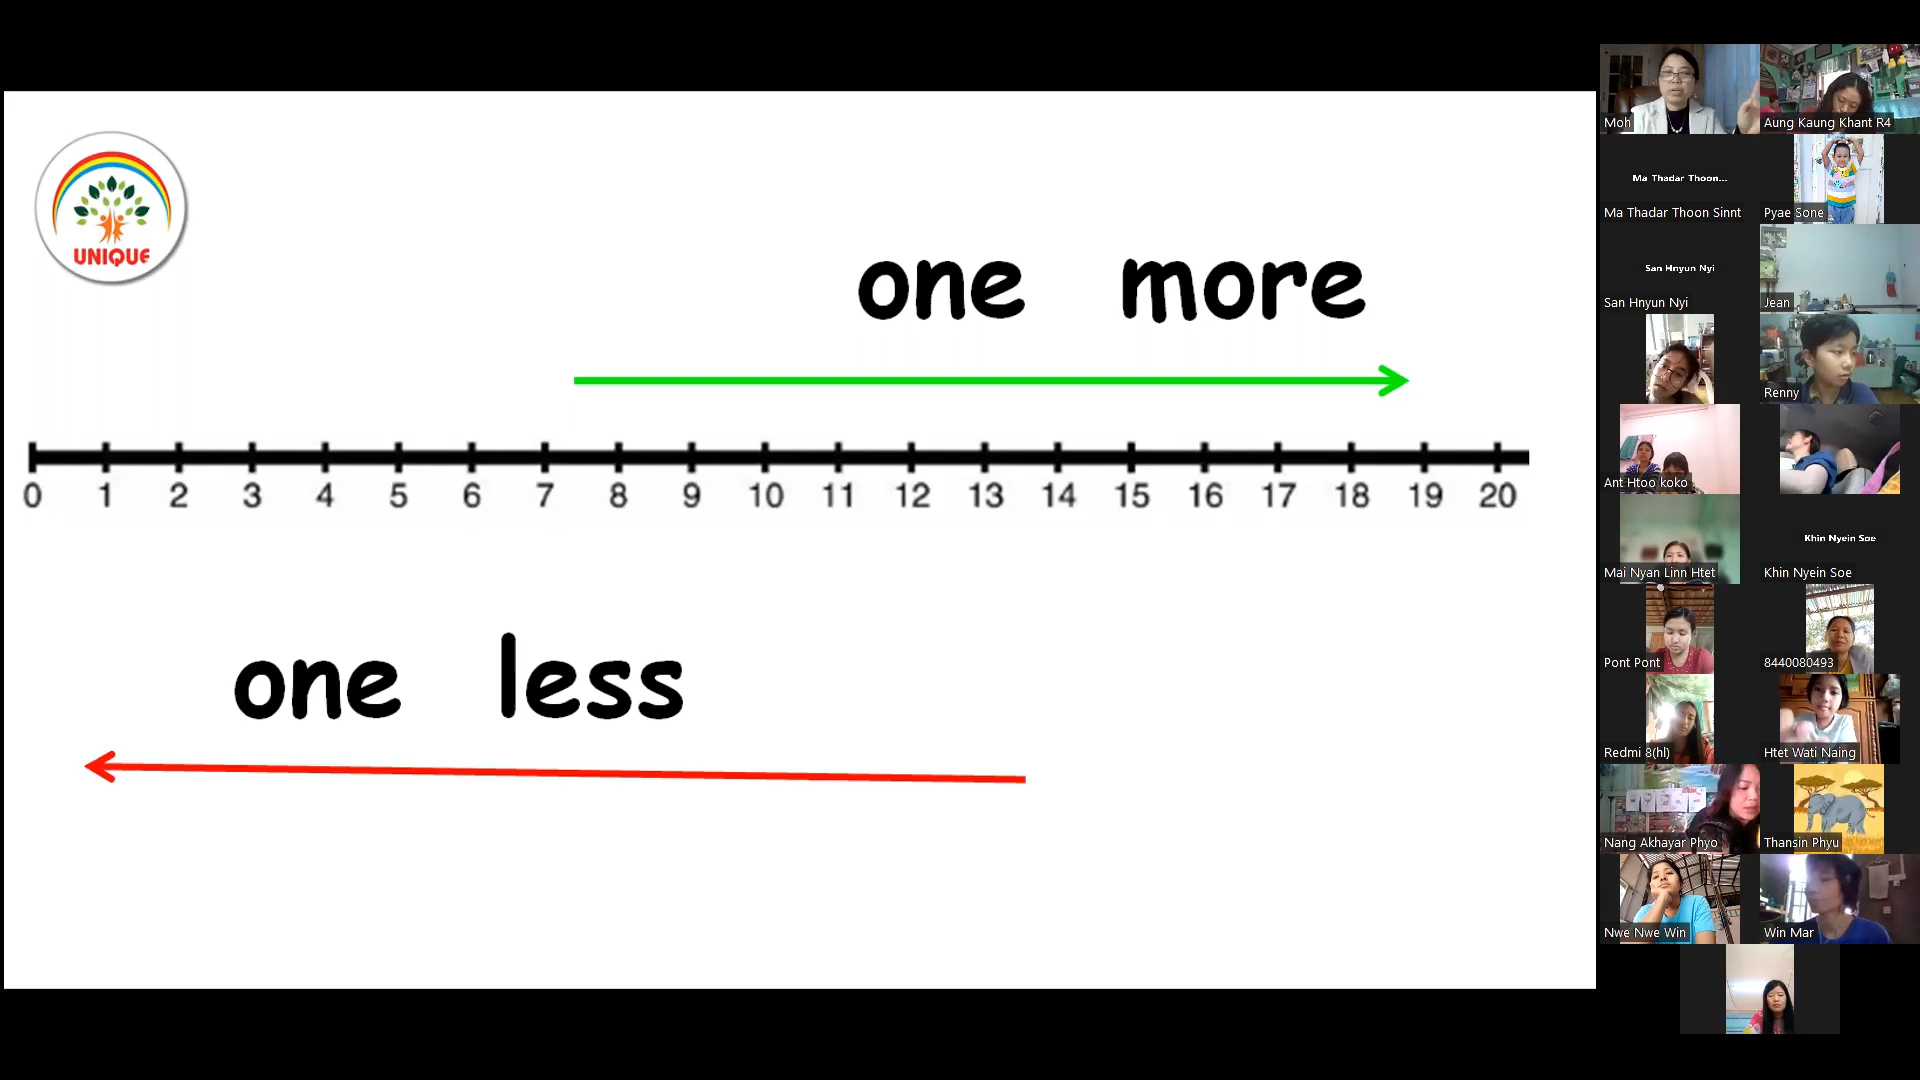 UNIQUE
one more
0 1 2 3 4 5 6 7 8 9 10 11 12 13 14 15 16 17 18 19 20
one less
Moh
Aung Kaung Khant R4
Ma Thadar Thoon...
Ma Thadar Thoon Sinnt
Pyae Sone
San Hnyun Nyi
San Hnyun Nyi
Jean
Renny
Ant Htoo koko
Mai Nyan Linn Htet
Khin Nyein Soe
Khin Nyein Soe
Pont Pont
8440080493
Redmi 8(hl)
Htet Wati Naing
Nang Akhayar Phyo
Thansin Phyu
Nwe Nwe Win
Win Mar